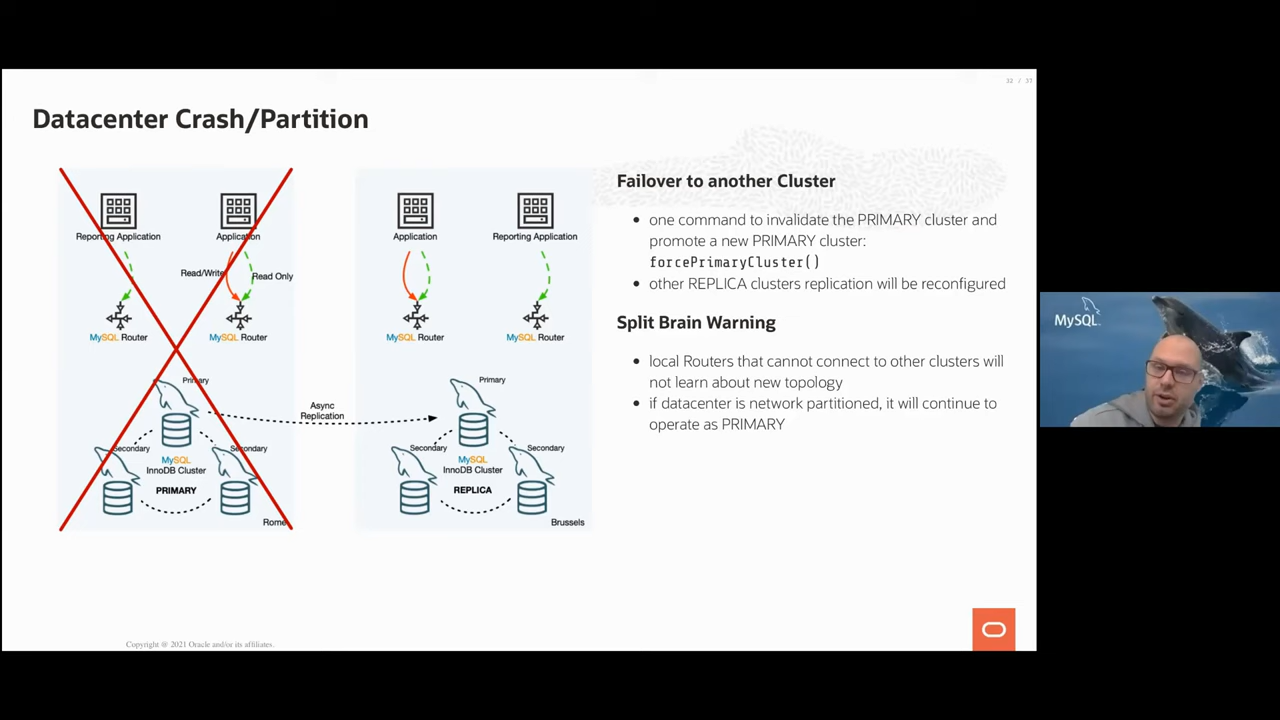 32 / 37
Datacenter Crash/Partition
Reporting Application
Application
Read/Write
Read Only
MySQL Router
MySQL Router
Primary
Secondary
Secondary
MySQL
InnoDB Cluster
PRIMARY
Rome
Async
Replication
Application
Reporting Application
MySQL Router
MySQL Router
Primary
Secondary
Secondary
MySQL
InnoDB Cluster
REPLICA
Brussels
Failover to another Cluster
one command to invalidate the PRIMARY cluster and
promote a new PRIMARY cluster:
forcePrimaryCluster()
other REPLICA clusters replication will be reconfigured
Split Brain Warning
local Routers that cannot connect to other clusters will
not learn about new topology
if datacenter is network partitioned, it will continue to
operate as PRIMARY
MySQL
Copyright @ 2021 Oracle and/or its affiliates.